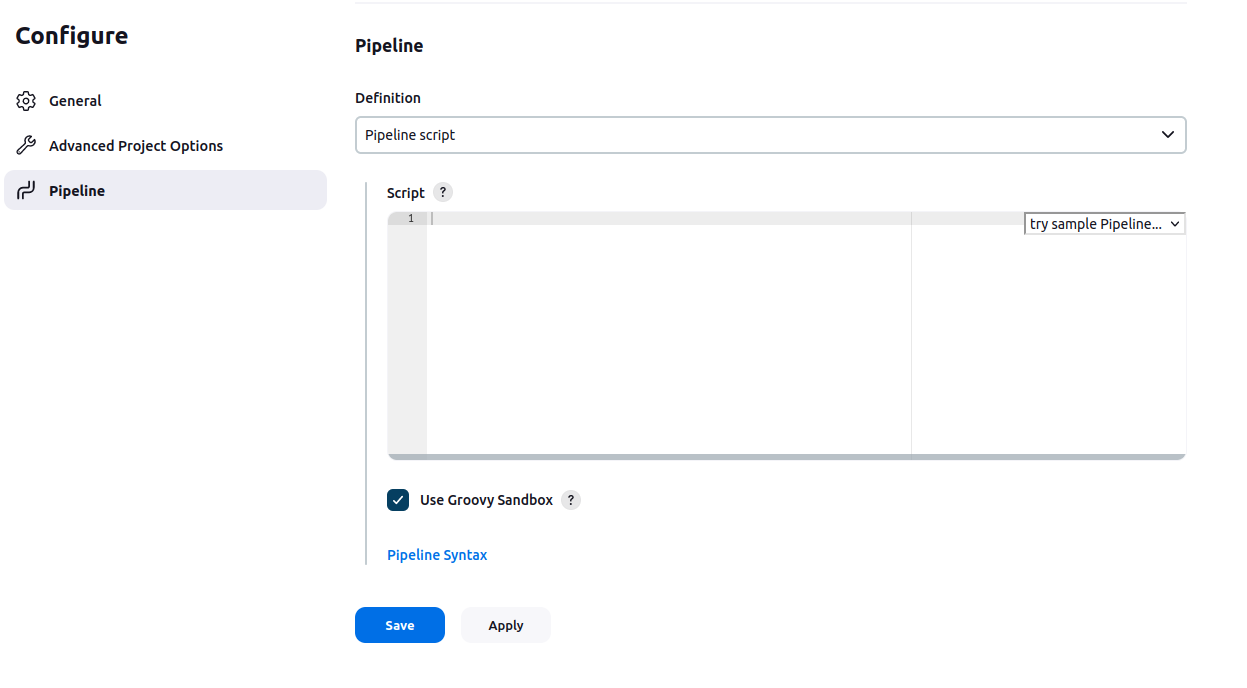 Configure
General
Advanced Project Options
Pipeline
Pipeline
Definition
Pipeline script
Script ?
1
try sample Pipeline...
Use Groovy Sandbox ?
Pipeline Syntax
Save
Apply